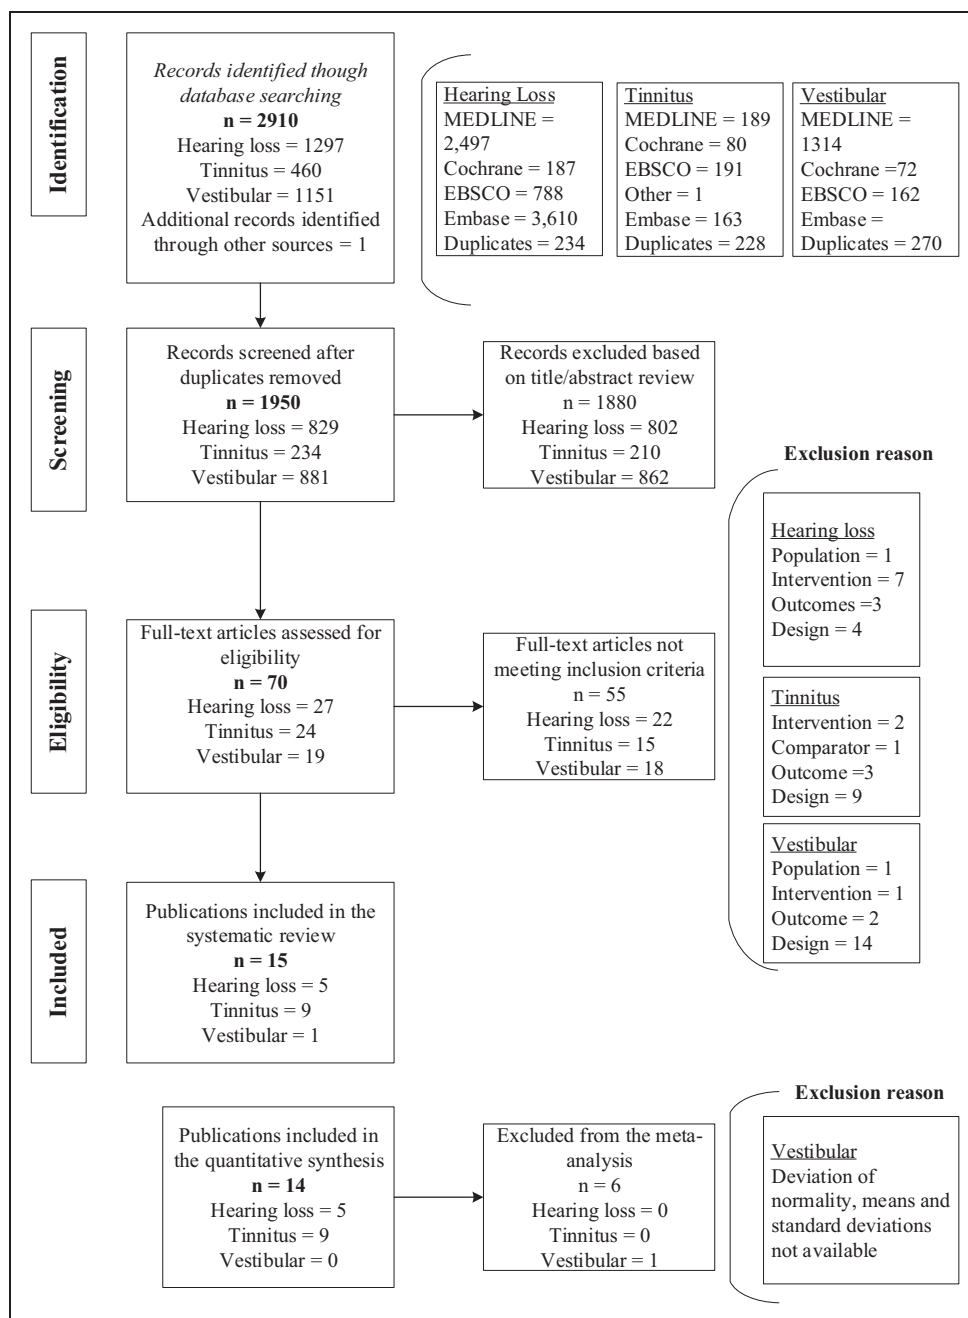 Identification
Records identified though
database searching
n = 2910
Hearing loss = 1297
Tinnitus = 460
Vestibular = 1151
Additional records identified
through other sources = 1
Hearing Loss
MEDLINE =
2,497
Cochrane = 187
EBSCO = 788
Embase = 3,610
Duplicates = 234
Tinnitus
MEDLINE = 189
Cochrane = 80
EBSCO = 191
Other = 1
Embase = 163
Duplicates = 228
Vestibular
MEDLINE =
1314
Cochrane =72
EBSCO = 162
Embase =
Duplicates = 270
Screening
Records screened after
duplicates removed
n = 1950
Hearing loss = 829
Tinnitus = 234
Vestibular = 881
Records excluded based
on title/abstract review
n = 1880
Hearing loss = 802
Tinnitus = 210
Vestibular = 862
Exclusion reason
Hearing loss
Population = 1
Intervention = 7
Outcomes =3
Design = 4
Eligibility
Full-text articles assessed for
eligibility
n = 70
Hearing loss = 27
Tinnitus = 24
Vestibular = 19
Full-text articles not
meeting inclusion criteria
n = 55
Hearing loss = 22
Tinnitus = 15
Vestibular = 18
Tinnitus
Intervention = 2
Comparator = 1
Outcome =3
Design = 9
Vestibular
Population = 1
Intervention = 1
Outcome = 2
Design = 14
Included
Publications included in the
systematic review
n = 15
Hearing loss = 5
Tinnitus = 9
Vestibular = 1
Publications included in
the quantitative synthesis
n = 14
Hearing loss = 5
Tinnitus = 9
Vestibular = 0
Excluded from the meta-
analysis
n = 6
Hearing loss = 0
Tinnitus = 0
Vestibular = 1
Exclusion reason
Vestibular
Deviation of
normality, means and
standard deviations
not available